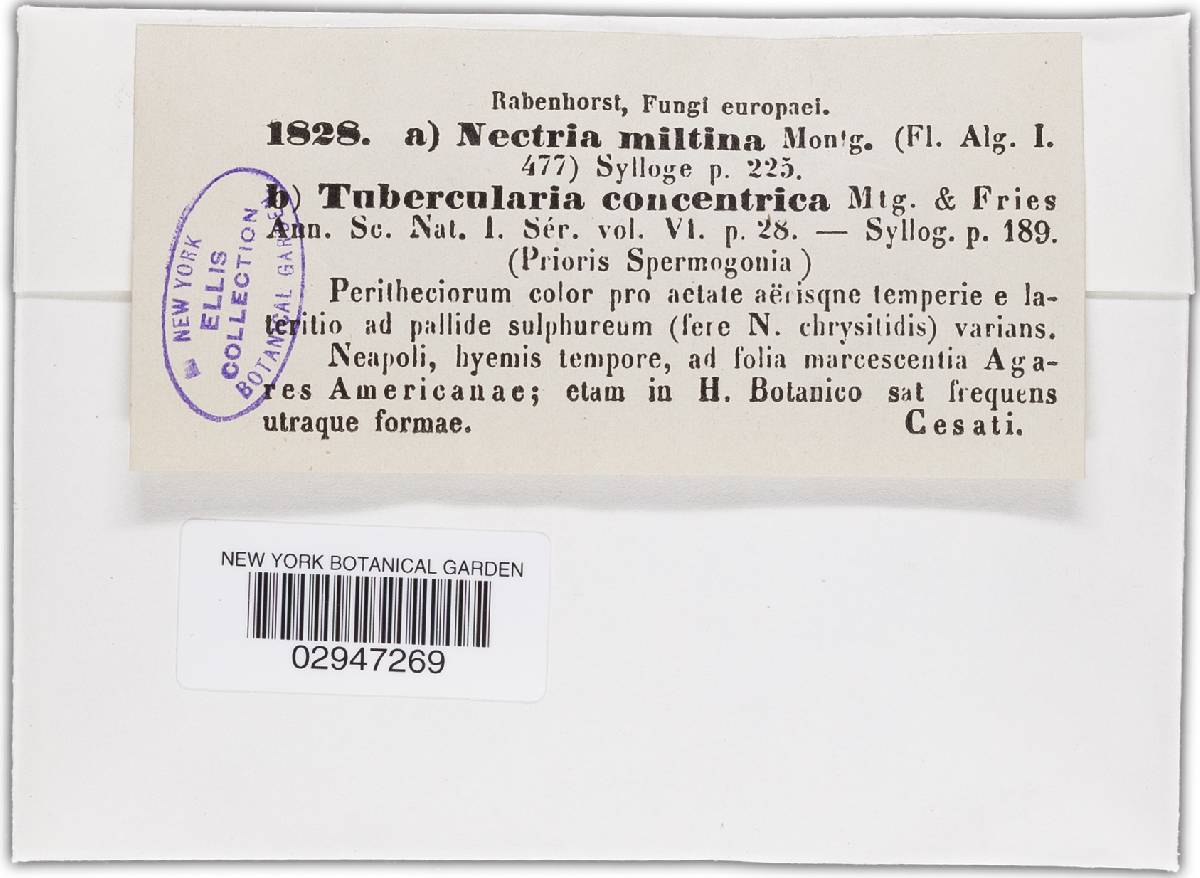 Rabenhorst, Fungi europaei.
1828. a) Nectria miltina Montg. (Fl. Alg. I.
477) Sylloge p. 225.
b) Tubercularia concentrica Mtg. & Fries
Ann. Sc. Nat. I. Sér. vol. VI. p. 28. — Syllog. p. 189.
(Prioris Spermogonia)
Peritheciorum color pro aetate aërisqne temperie e la-
teritio ad pallide sulphureum (fere N. chrysitidis) varians.
Neapoli, hyemis tempore, ad folia marcescentia Aga-
res Americanae; etam in H. Botanico sat frequens
utraque formae. Cesati.
NEW YORK
ELLIS
COLLECTION
BOTANICAL GARDEN
NEW YORK BOTANICAL GARDEN
02947269